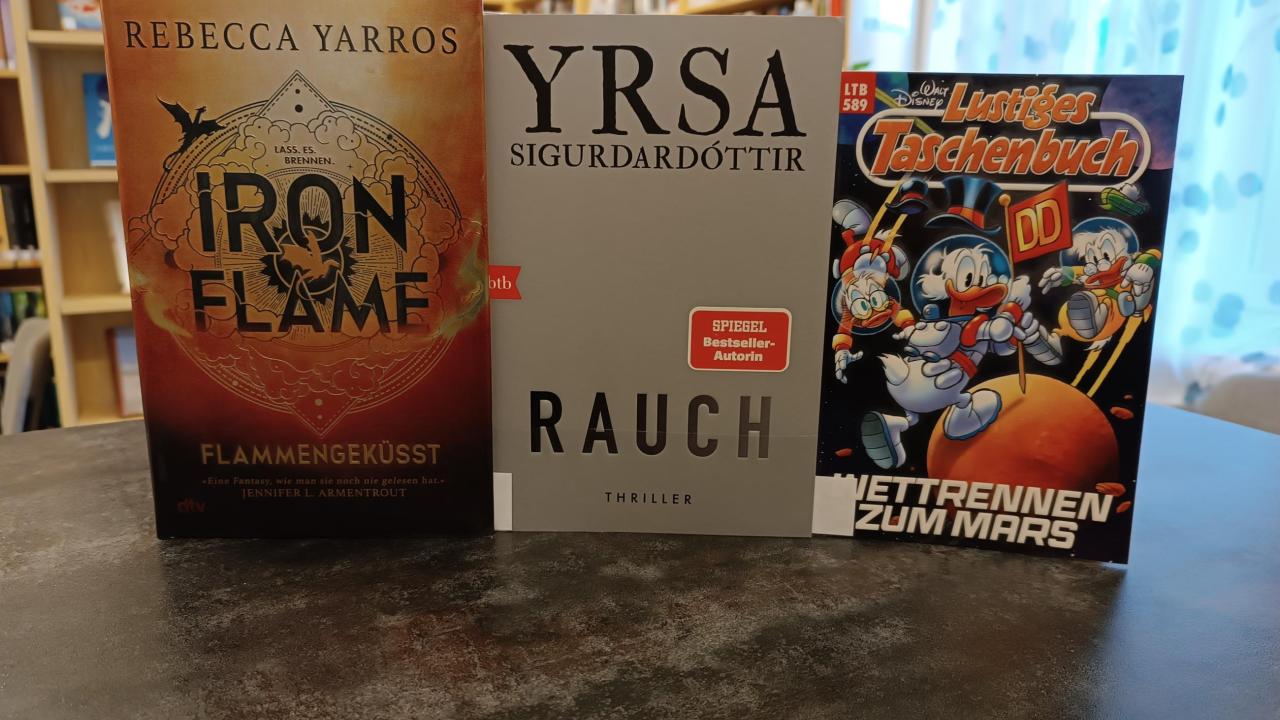 REBECCA YARROS
LASS. ES.
BRENNEN.
IRON
FLAME
FLAMMENGEKÜSST
»Eine Fantasy, wie man sie noch nie gelesen hat.«
JENNIFER L. ARMENTROUT
dtv
YRSA
SIGURDARDÓTTIR
btb
SPIEGEL
Bestseller-
Autorin
RAUCH
THRILLER
LTB
589
Walt
Disney
Lustiges
Taschenbuch
DD
WETTRENNEN
ZUM MARS